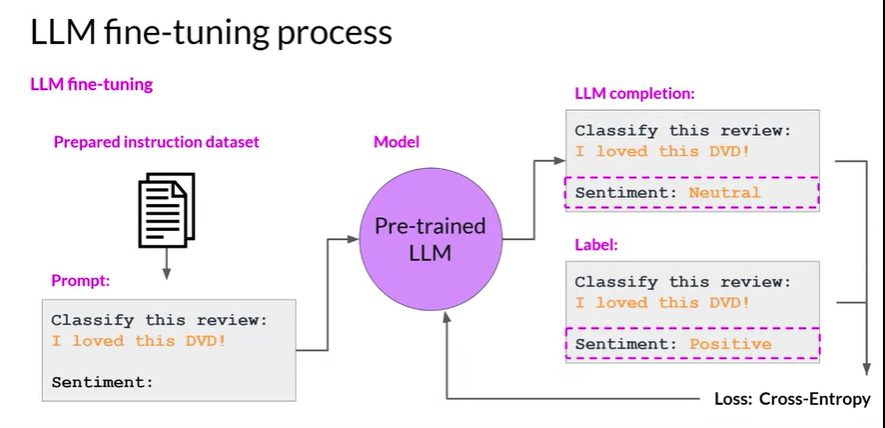 LLM fine-tuning process
LLM fine-tuning
Prepared instruction dataset
Prompt:
Classify this review:
I loved this DVD!
Sentiment:
Model
Pre-trained
LLM
LLM completion:
Classify this review:
I loved this DVD!
Sentiment: Neutral
Label:
Classify this review:
I loved this DVD!
Sentiment: Positive
Loss: Cross-Entropy